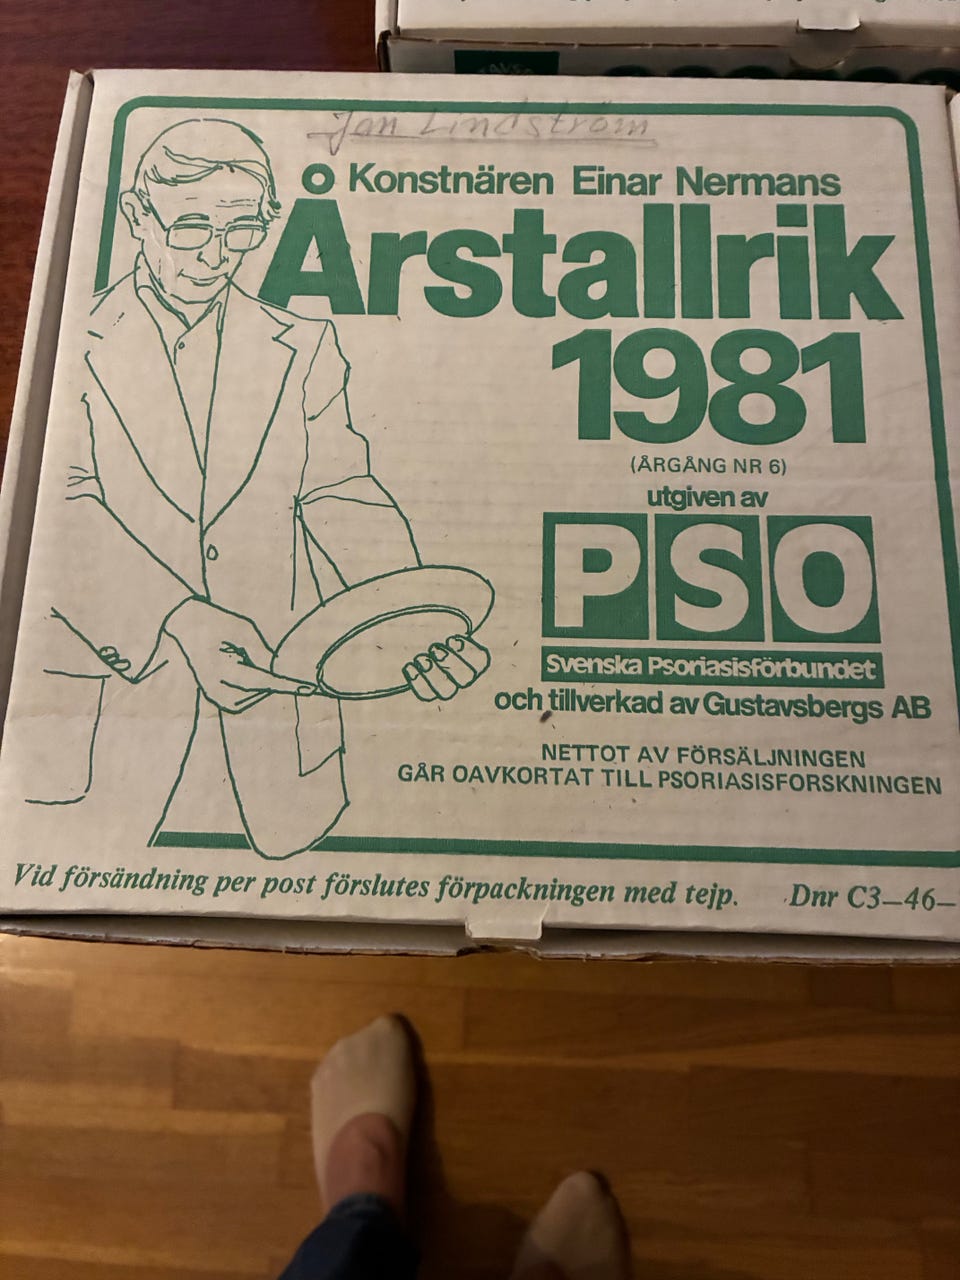 Jan Lindström
Konstnären Einar Nermans
Årstallrik
1981
(ÅRGÅNG NR 6)
utgiven av
PSO
Svenska Psoriasisförbundet
och tillverkad av Gustavsbergs AB
NETTOT AV FÖRSÄLJNINGEN
GÅR OAVKORTAT TILL PSORIASISFORSKNINGEN
Vid försändning per post förslutes förpackningen med tejp. Dnr C3–46–